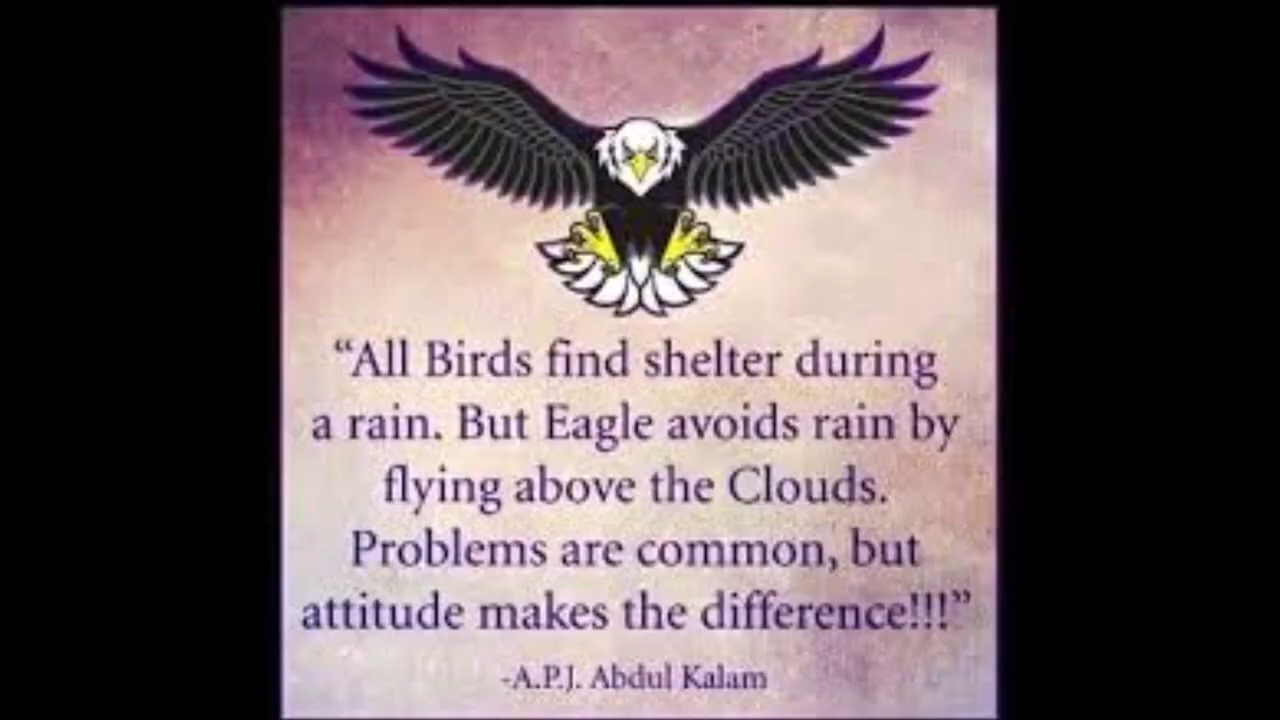 “All Birds find shelter during
a rain. But Eagle avoids rain by
flying above the Clouds.
Problems are common, but
attitude makes the difference!!!”
-A.P.J. Abdul Kalam